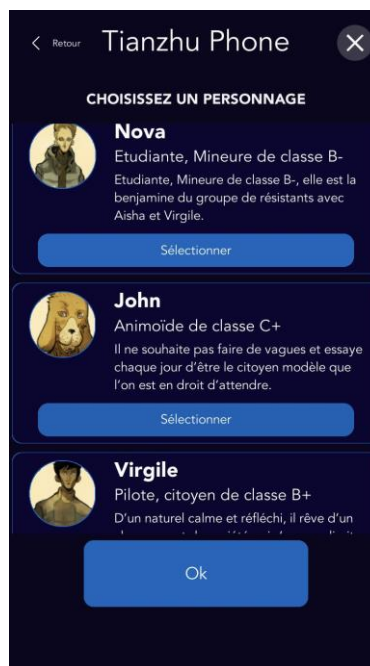 Retour Tianzhu Phone
CHOISISSEZ UN PERSONNAGE
Nova
Etudiante, Mineure de classe B-
Etudiante, Mineure de classe B-, elle est la
benjamine du groupe de résistants avec
Aisha et Virgile.
Sélectionner
John
Animoïde de classe C+
Il ne souhaite pas faire de vagues et essaye
chaque jour d'être le citoyen modèle que
l'on est en droit d'attendre.
Sélectionner
Virgile
Pilote, citoyen de classe B+
D'un naturel calme et réfléchi, il rêve d'un
Ok